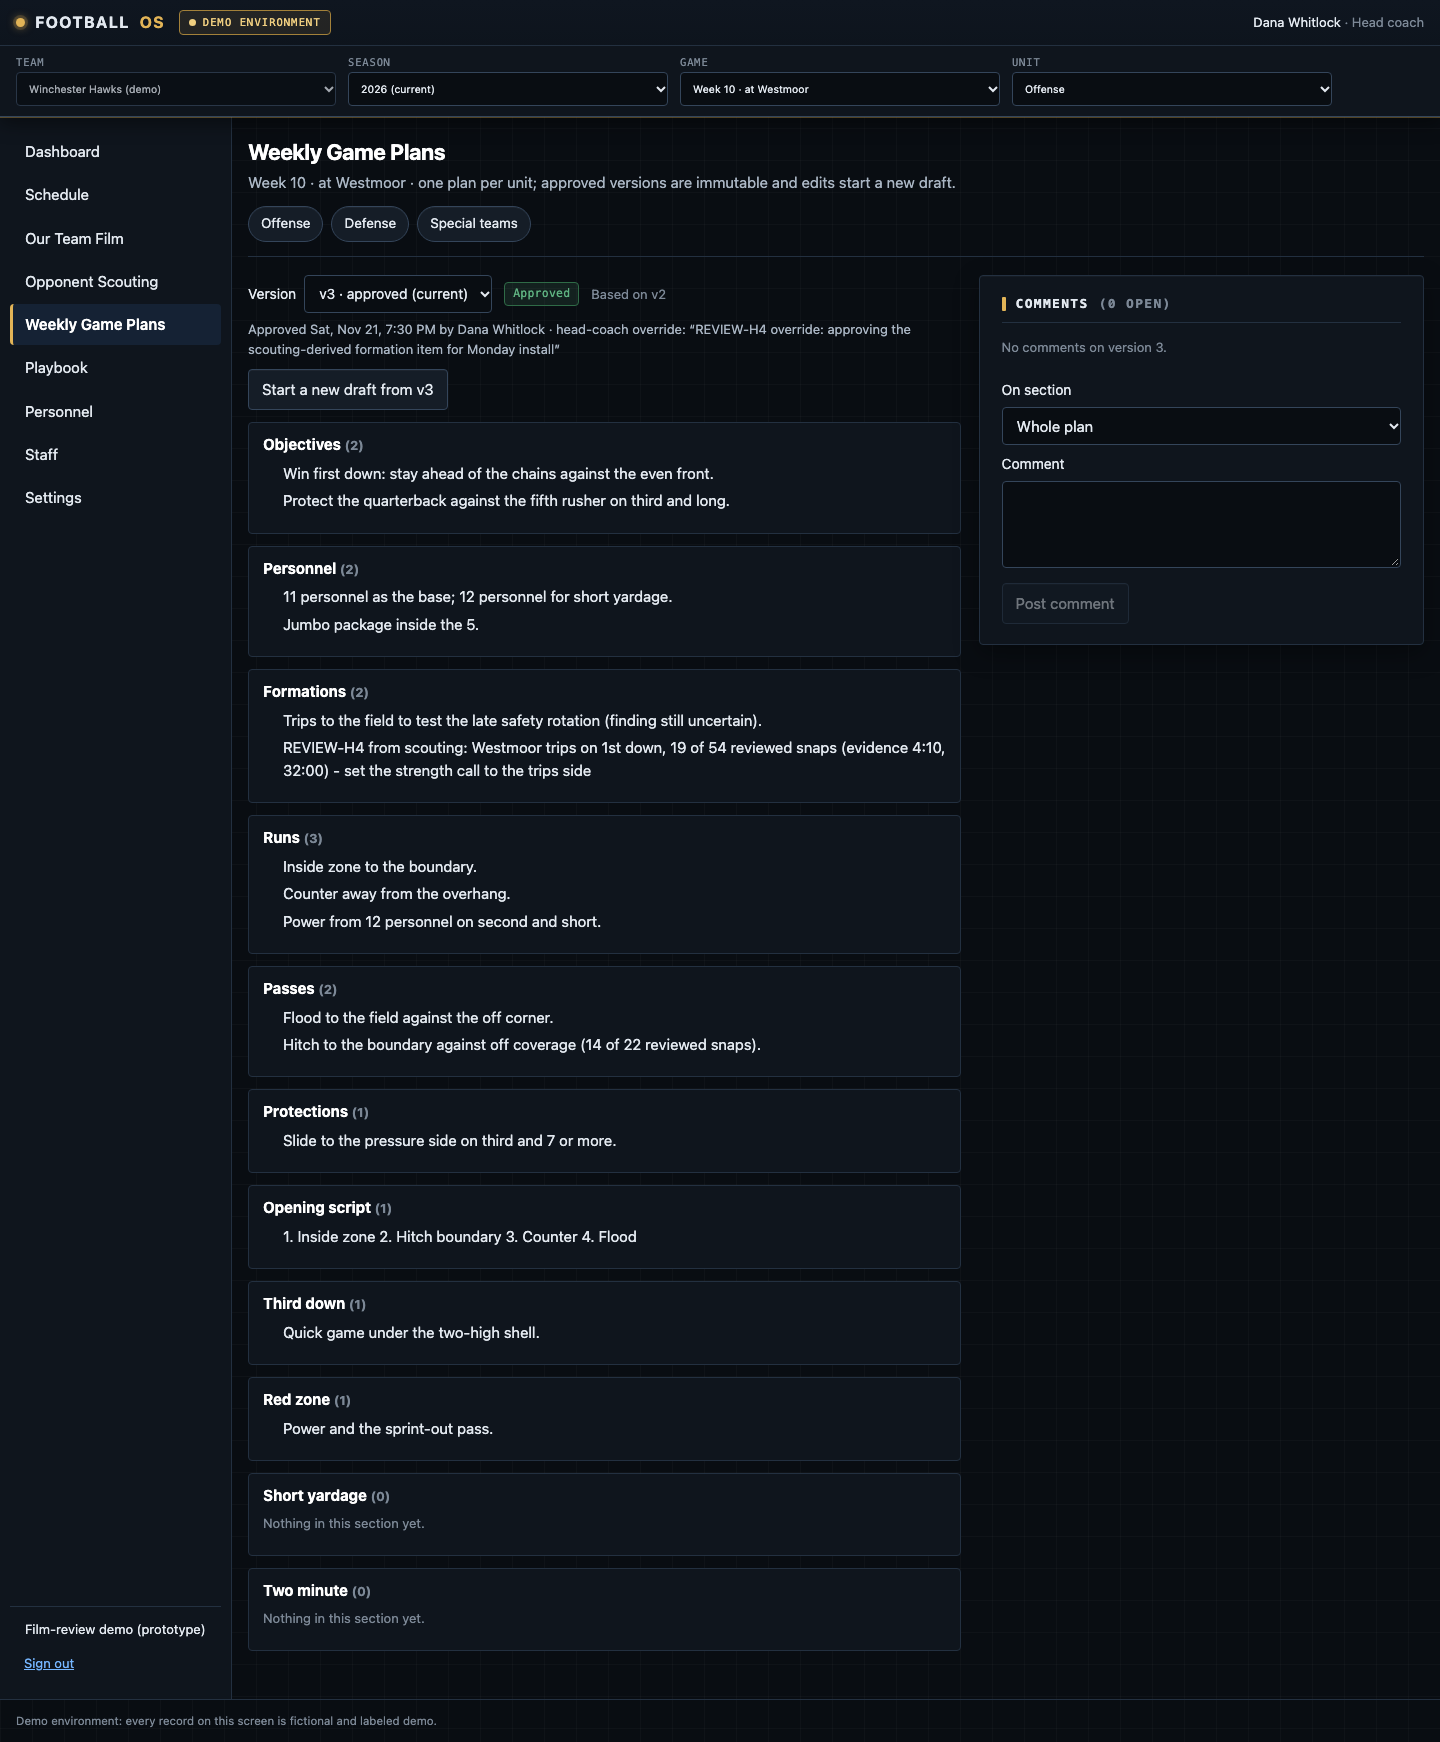 FOOTBALL OS
DEMO ENVIRONMENT
Dana Whitlock · Head coach
TEAM
Winchester Hawks (demo)
SEASON
2026 (current)
GAME
Week 10 · at Westmoor
UNIT
Offense
Dashboard
Schedule
Our Team Film
Opponent Scouting
Weekly Game Plans
Playbook
Personnel
Staff
Settings
Film-review demo (prototype)
Sign out
Weekly Game Plans
Week 10 · at Westmoor · one plan per unit; approved versions are immutable and edits start a new draft.
Offense
Defense
Special teams
Version
v3 · approved (current)
Approved
Based on v2
Approved Sat, Nov 21, 7:30 PM by Dana Whitlock · head-coach override: “REVIEW-H4 override: approving the
scouting-derived formation item for Monday install”
Start a new draft from v3
Objectives (2)
Win first down: stay ahead of the chains against the even front.
Protect the quarterback against the fifth rusher on third and long.
Personnel (2)
11 personnel as the base; 12 personnel for short yardage.
Jumbo package inside the 5.
Formations (2)
Trips to the field to test the late safety rotation (finding still uncertain).
REVIEW-H4 from scouting: Westmoor trips on 1st down, 19 of 54 reviewed snaps (evidence 4:10,
32:00) - set the strength call to the trips side
Runs (3)
Inside zone to the boundary.
Counter away from the overhang.
Power from 12 personnel on second and short.
Passes (2)
Flood to the field against the off corner.
Hitch to the boundary against off coverage (14 of 22 reviewed snaps).
Protections (1)
Slide to the pressure side on third and 7 or more.
Opening script (1)
1. Inside zone 2. Hitch boundary 3. Counter 4. Flood
Third down (1)
Quick game under the two-high shell.
Red zone (1)
Power and the sprint-out pass.
Short yardage (0)
Nothing in this section yet.
Two minute (0)
Nothing in this section yet.
COMMENTS (0 OPEN)
No comments on version 3.
On section
Whole plan
Comment
Post comment
Demo environment: every record on this screen is fictional and labeled demo.